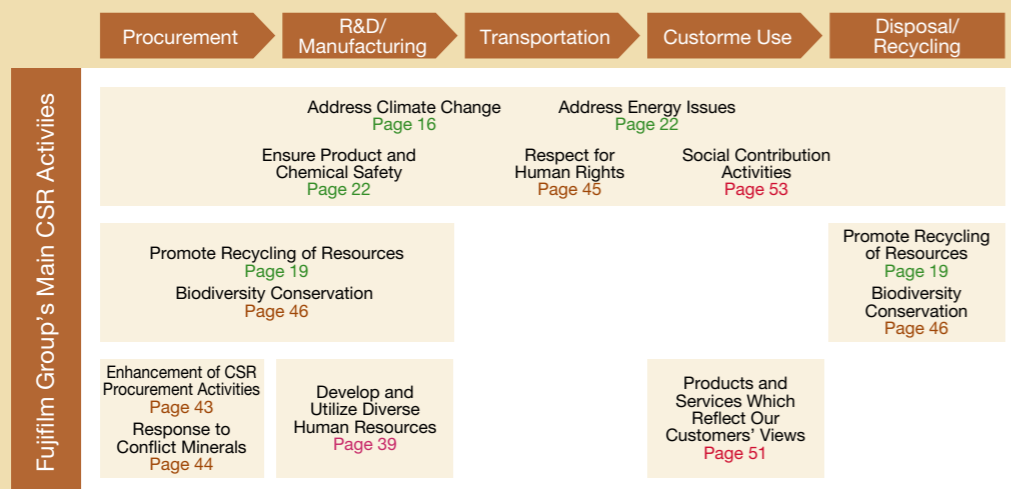 Procurement
R&D/
Manufacturing
Transportation
Custorme Use
Disposal/
Recycling
Fujifilm Group's Main CSR Activiies
Address Climate Change
Page 16
Address Energy Issues
Page 22
Ensure Product and
Chemical Safety
Page 22
Respect for
Human Rights
Page 45
Social Contribution
Activities
Page 53
Promote Recycling of Resources
Page 19
Biodiversity Conservation
Page 46
Promote Recycling
of Resources
Page 19
Biodiversity
Conservation
Page 46
Enhancement of CSR
Procurement Activities
Page 43
Response to
Conflict Minerals
Page 44
Develop and
Utilize Diverse
Human Resources
Page 39
Products and
Services Which
Reflect Our
Customers' Views
Page 51